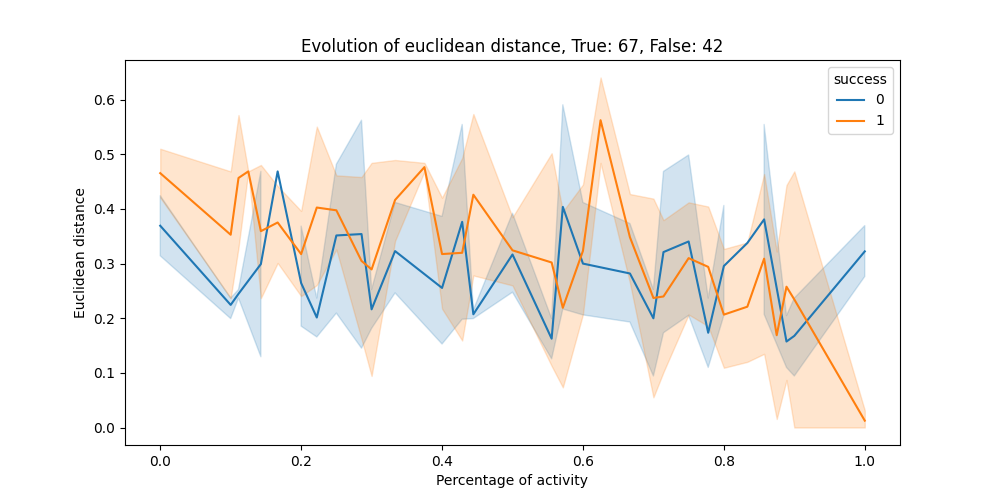 Evolution of euclidean distance, True: 67, False: 42
success
0
1
Euclidean distance
0.6
0.5
0.4
0.3
0.2
0.1
0.0
0.0 0.2 0.4 0.6 0.8 1.0
Percentage of activity